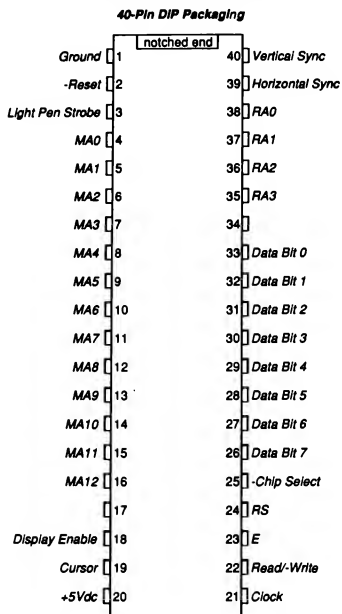 40-Pin DIP Packaging
notched end
Ground 1 40 Vertical Sync
-Reset 2 39 Horizontal Sync
Light Pen Strobe 3 38 RA0
MA0 4 37 RA1
MA1 5 36 RA2
MA2 6 35 RA3
MA3 7 34
MA4 8 33 Data Bit 0
MA5 9 32 Data Bit 1
MA6 10 31 Data Bit 2
MA7 11 30 Data Bit 3
MA8 12 29 Data Bit 4
MA9 13 28 Data Bit 5
MA10 14 27 Data Bit 6
MA11 15 26 Data Bit 7
MA12 16 25 -Chip Select
17 24 RS
Display Enable 18 23 E
Cursor 19 22 Read/-Write
+5Vdc 20 21 Clock